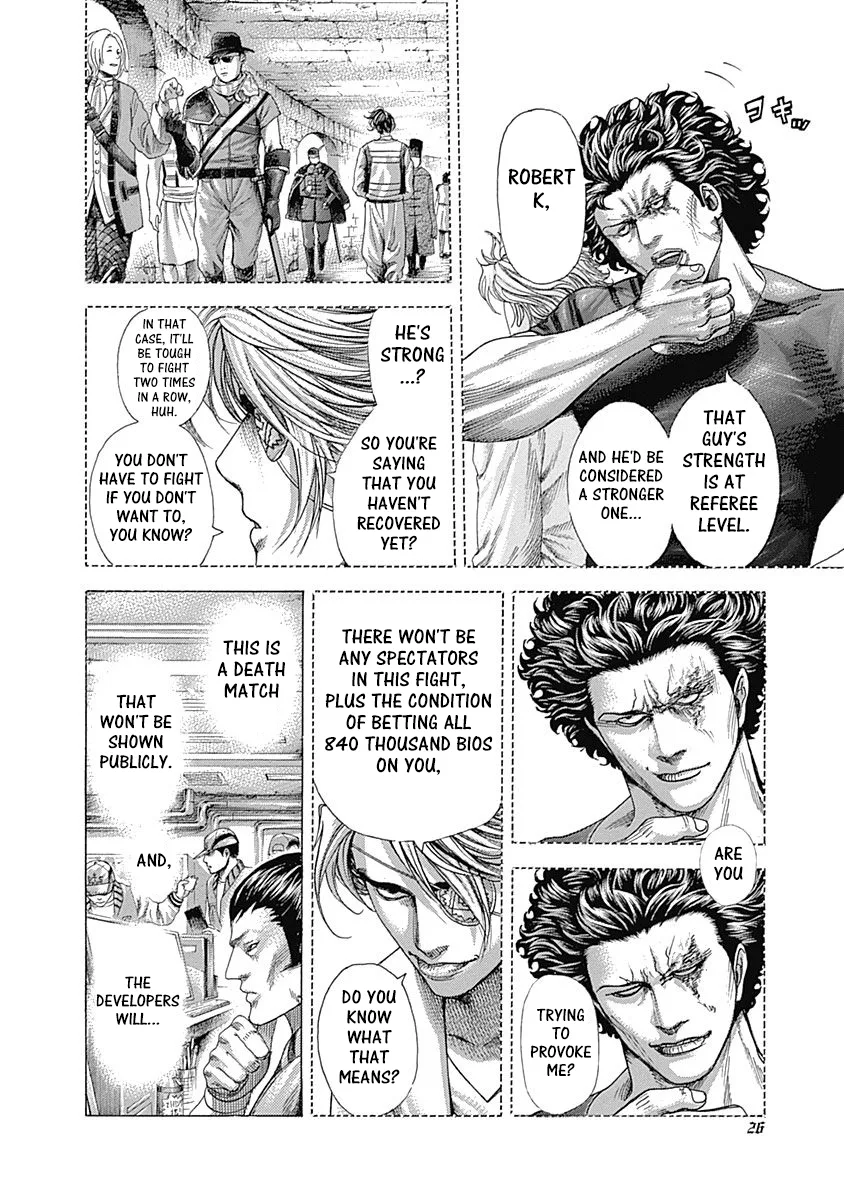 コキ...
ROBERT
K,
THAT
GUY'S
STRENGTH
IS AT
REFEREE
LEVEL.
AND HE'D BE
CONSIDERED
A STRONGER
ONE...
HE'S
STRONG
...?
SO YOU'RE
SAYING
THAT YOU
HAVEN'T
RECOVERED
YET?
IN THAT
CASE, IT'LL
BE TOUGH
TO FIGHT
TWO TIMES
IN A ROW,
HUH.
YOU DON'T
HAVE TO FIGHT
IF YOU DON'T
WANT TO,
YOU KNOW?
ARE
YOU
TRYING
TO
PROVOKE
ME?
THERE WON'T BE
ANY SPECTATORS
IN THIS FIGHT,
PLUS THE CONDITION
OF BETTING ALL
840 THOUSAND BIOS
ON YOU,
DO YOU
KNOW
WHAT
THAT
MEANS?
THIS IS
A DEATH
MATCH
THAT
WON'T BE
SHOWN
PUBLICLY.
AND,
THE
DEVELOPERS
WILL...
26